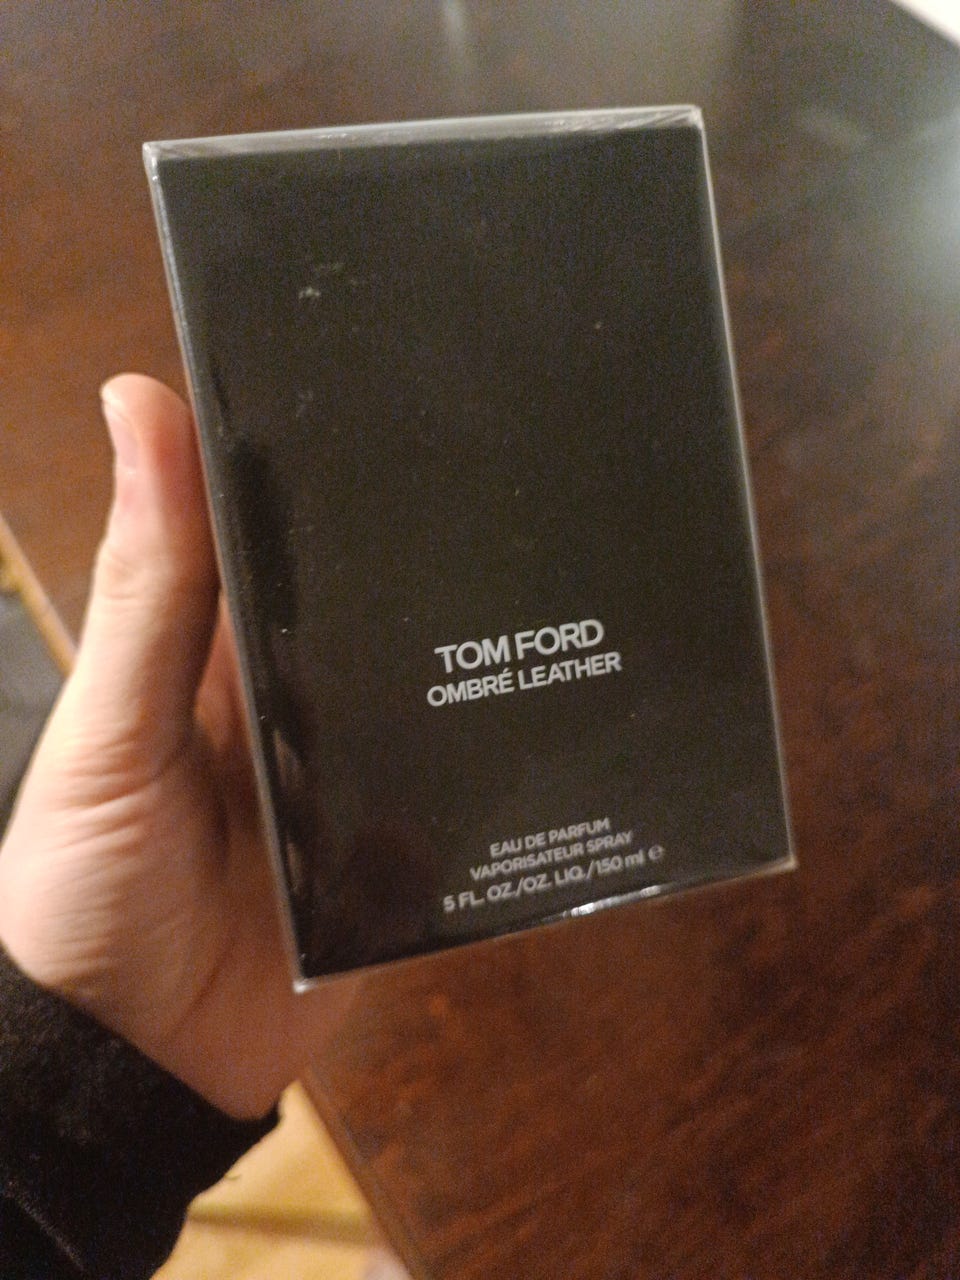 TOM FORD
OMBRÉ LEATHER
EAU DE PARFUM
VAPORISATEUR SPRAY
5 FL. OZ./OZ. LIQ./150 ml ℮